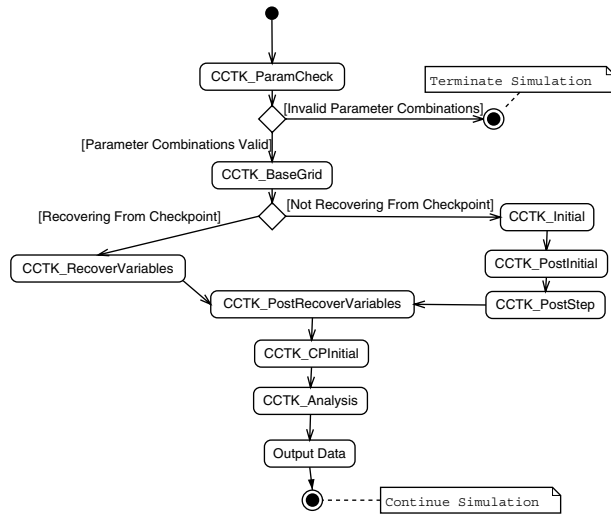 CCTK_ParamCheck
Terminate Simulation
[Invalid Parameter Combinations]
[Parameter Combinations Valid]
CCTK_BaseGrid
[Recovering From Checkpoint]
[Not Recovering From Checkpoint]
CCTK_Initial
CCTK_RecoverVariables
CCTK_PostInitial
CCTK_PostRecoverVariables
CCTK_PostStep
CCTK_CPInitial
CCTK_Analysis
Output Data
Continue Simulation